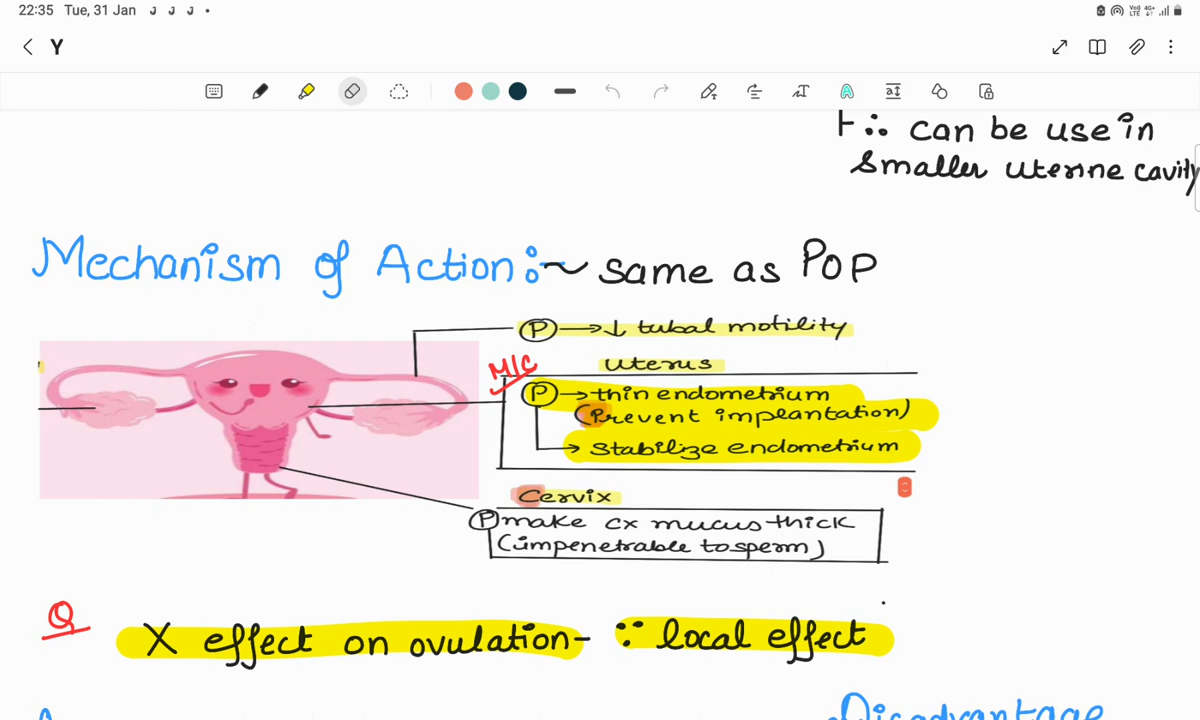 22:35 Tue, 31 Jan
Y
⊢ ∴ can be use in
smaller uterine cavity
Mechanism of Action:~ same as POP
Ⓟ → ↓ tubal motility
MIC
Uterus
Ⓟ → thin endometrium
(Prevent implantation)
→ Stabilize endometrium
Cervix
Ⓟ make cx mucus thick
(impenetrable to sperm)
Q
X effect on ovulation- ∵ local effect
Disadvantage